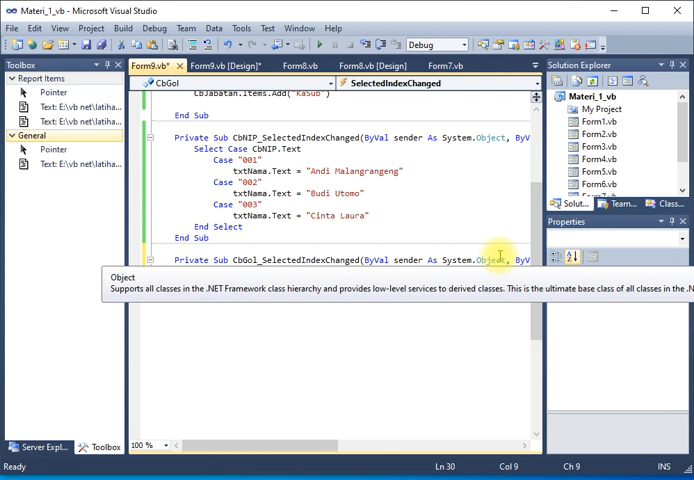 Materi_1_vb - Microsoft Visual Studio
File Edit View Project Build Debug Team Data Tools Test Window Help
Debug
Toolbox
Report Items
Pointer
Text: E:\vb net\latiha...
Text: E:\vb net\latiha...
General
Pointer
Text: E:\vb net\latiha...
Server Expl... Toolbox
Form9.vb* Form9.vb [Design]* Form8.vb Form8.vb [Design] Form7.vb
CbGol SelectedIndexChanged
CbJabatan.Items.Add("KaSub")
End Sub
Private Sub CbNIP_SelectedIndexChanged(ByVal sender As System.Object, ByV
Select Case CbNIP.Text
Case "001"
txtNama.Text = "Andi Malangrangeng"
Case "002"
txtNama.Text = "Budi Utomo"
Case "003"
txtNama.Text = "Cinta Laura"
End Select
End Sub
Private Sub CbGol_SelectedIndexChanged(ByVal sender As System.Object, ByV
Object
Supports all classes in the .NET Framework class hierarchy and provides low-level services to derived classes. This is the ultimate base class of all classes in the .N
100 %
Solution Explorer
Materi_1_vb
My Project
Form1.vb
Form2.vb
Form3.vb
Form4.vb
Form5.vb
Form6.vb
Form7.vb
Solut... Team... Class...
Properties
Ready Ln 30 Col 9 Ch 9 INS